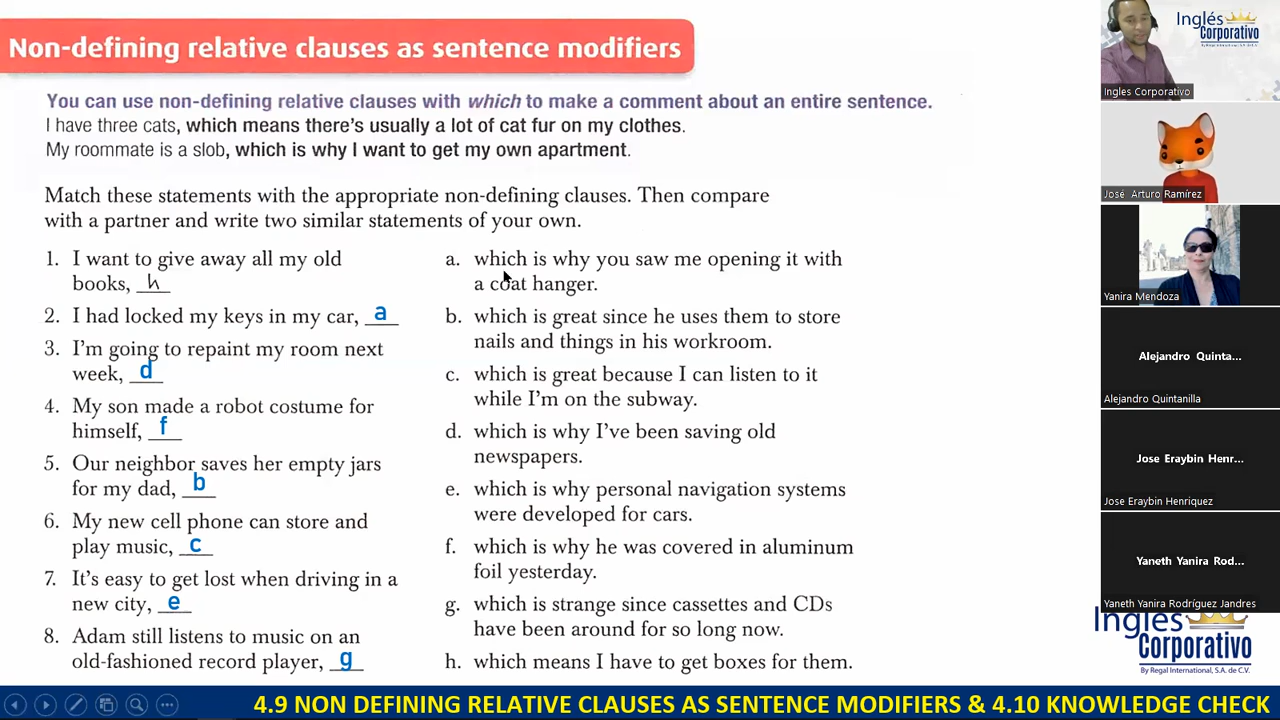 Non-defining relative clauses as sentence modifiers
You can use non-defining relative clauses with which to make a comment about an entire sentence.
I have three cats, which means there's usually a lot of cat fur on my clothes.
My roommate is a slob, which is why I want to get my own apartment.
Match these statements with the appropriate non-defining clauses. Then compare
with a partner and write two similar statements of your own.
1. I want to give away all my old
books, h
2. I had locked my keys in my car, a
3. I'm going to repaint my room next
week, d
4. My son made a robot costume for
himself, f
5. Our neighbor saves her empty jars
for my dad, b
6. My new cell phone can store and
play music, c
7. It's easy to get lost when driving in a
new city, e
8. Adam still listens to music on an
old-fashioned record player, g
a. which is why you saw me opening it with
a coat hanger.
b. which is great since he uses them to store
nails and things in his workroom.
c. which is great because I can listen to it
while I'm on the subway.
d. which is why I've been saving old
newspapers.
e. which is why personal navigation systems
were developed for cars.
f. which is why he was covered in aluminum
foil yesterday.
g. which is strange since cassettes and CDs
have been around for so long now.
h. which means I have to get boxes for them.
Inglés
Corporativo
By Regal International, S.A. de C.V.
Ingles Corporativo
José Arturo Ramírez
Yanira Mendoza
Alejandro Quinta...
Alejandro Quintanilla
Jose Eraybin Henr...
Jose Eraybin Henriquez
Yaneth Yanira Rod...
Yaneth Yanira Rodríguez Jandres
Inglés
Corporativo
By Regal International, S.A. de C.V.
4.9 NON DEFINING RELATIVE CLAUSES AS SENTENCE MODIFIERS & 4.10 KNOWLEDGE CHECK